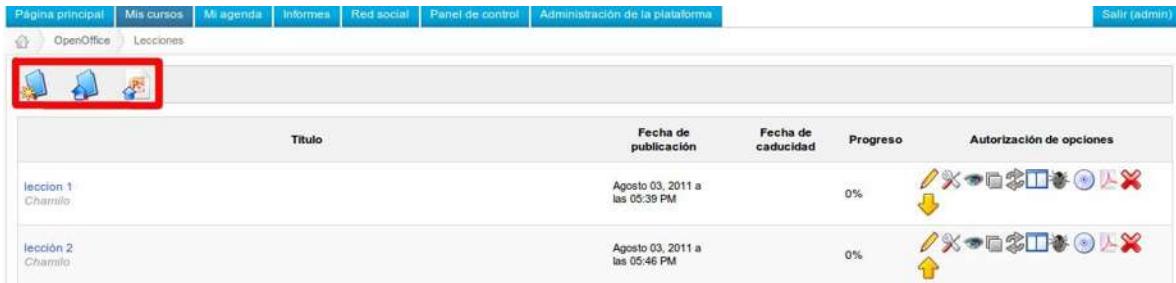 Página principal Mis cursos Mi agenda Informes Red social Panel de control Administración de la plataforma Salir (admin)
OpenOffice Lecciones
Título Fecha de publicación Fecha de caducidad Progreso Autorización de opciones
leccion 1 Agosto 03, 2011 a 0%
Chamilo las 05:39 PM
lección 2 Agosto 03, 2011 a 0%
Chamilo las 05:46 PM